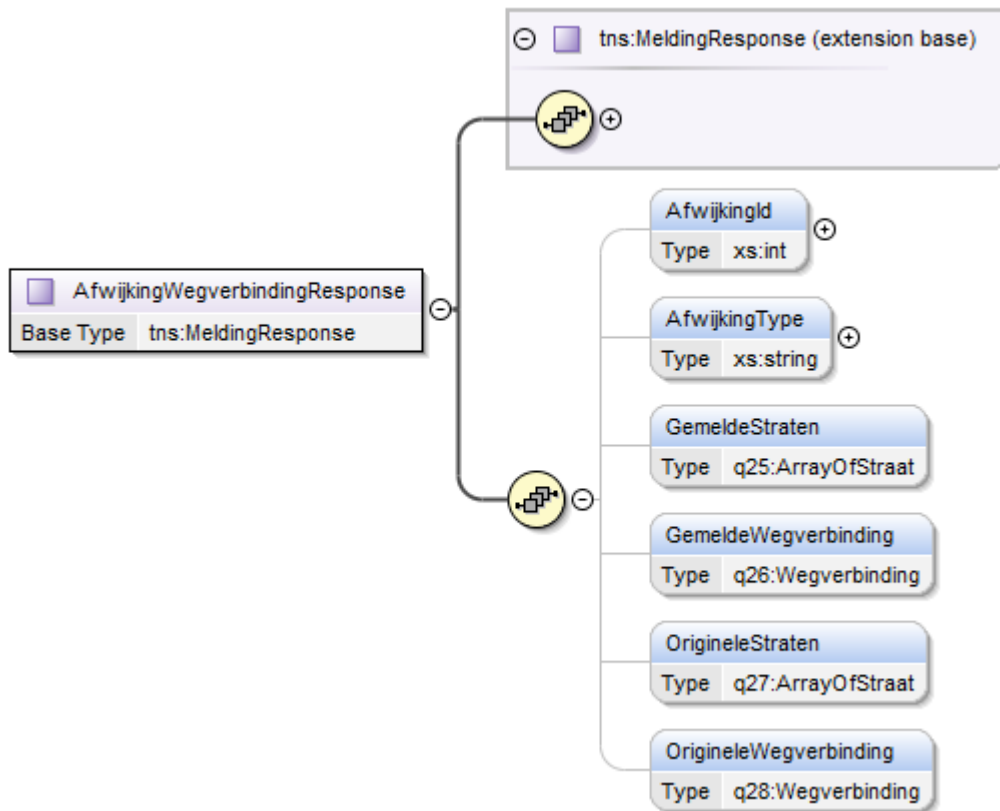 tns:MeldingResponse (extension base)
AfwijkingId
Type xs:int
AfwijkingWegverbindingResponse
Base Type tns:MeldingResponse
AfwijkingType
Type xs:string
GemeldeStraten
Type q25:ArrayOfStraat
GemeldeWegverbinding
Type q26:Wegverbinding
OrigineleStraten
Type q27:ArrayOfStraat
OrigineleWegverbinding
Type q28:Wegverbinding